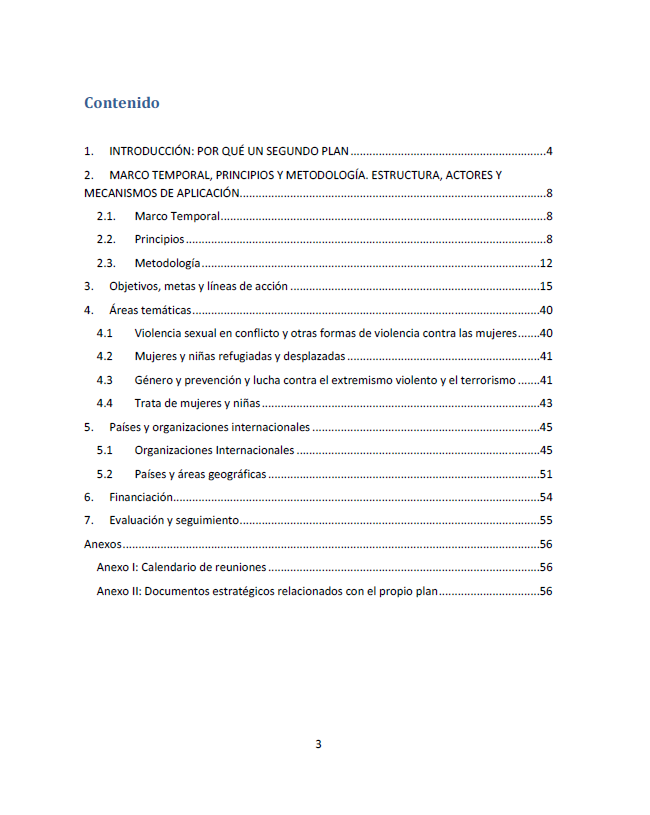 Contenido
1. INTRODUCCIÓN: POR QUÉ UN SEGUNDO PLAN ..............................................................4
2. MARCO TEMPORAL, PRINCIPIOS Y METODOLOGÍA. ESTRUCTURA, ACTORES Y
MECANISMOS DE APLICACIÓN.................................................................................................8
2.1. Marco Temporal.......................................................................................................8
2.2. Principios..................................................................................................................8
2.3. Metodología...........................................................................................................12
3. Objetivos, metas y líneas de acción ...............................................................................15
4. Áreas temáticas..............................................................................................................40
4.1 Violencia sexual en conflicto y otras formas de violencia contra las mujeres.......40
4.2 Mujeres y niñas refugiadas y desplazadas.............................................................41
4.3 Género y prevención y lucha contra el extremismo violento y el terrorismo .......41
4.4 Trata de mujeres y niñas........................................................................................43
5. Países y organizaciones internacionales ........................................................................45
5.1 Organizaciones Internacionales .............................................................................45
5.2 Países y áreas geográficas......................................................................................51
6. Financiación....................................................................................................................54
7. Evaluación y seguimiento...............................................................................................55
Anexos....................................................................................................................................56
Anexo I: Calendario de reuniones ......................................................................................56
Anexo II: Documentos estratégicos relacionados con el propio plan................................56
3